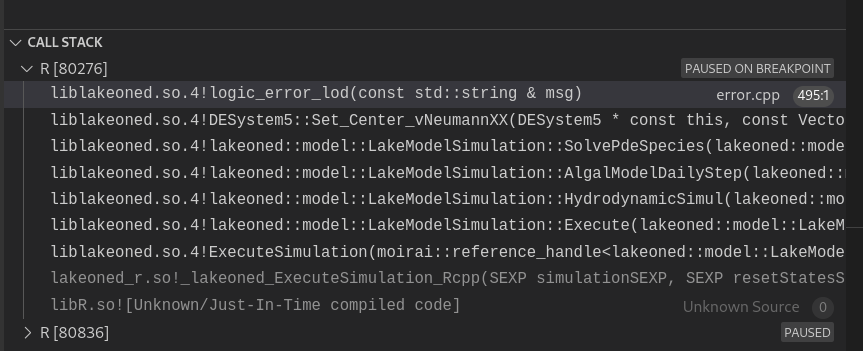 CALL STACK
R [80276] PAUSED ON BREAKPOINT
liblakeoned.so.4!logic_error_lod(const std::string & msg) error.cpp 495:1
liblakeoned.so.4!DESystem5::Set_Center_vNeumannXX(DESystem5 * const this, const Vecto
liblakeoned.so.4!lakeoned::model::LakeModelSimulation::SolvePdeSpecies(lakeoned::mode
liblakeoned.so.4!lakeoned::model::LakeModelSimulation::AlgalModelDailyStep(lakeoned::
liblakeoned.so.4!lakeoned::model::LakeModelSimulation::HydrodynamicSimul(lakeoned::mo
liblakeoned.so.4!lakeoned::model::LakeModelSimulation::Execute(lakeoned::model::LakeM
liblakeoned.so.4!ExecuteSimulation(moirai::reference_handle<lakeoned::model::LakeMode
lakeoned_r.so!_lakeoned_ExecuteSimulation_Rcpp(SEXP simulationSEXP, SEXP resetStatesS
libR.so![Unknown/Just-In-Time compiled code] Unknown Source 0
R [80836] PAUSED